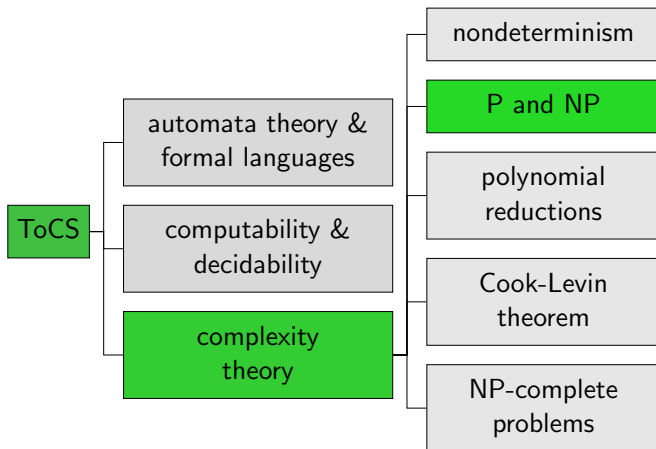 ToCS
automata theory &
formal languages
computability &
decidability
complexity
theory
nondeterminism
P and NP
polynomial
reductions
Cook-Levin
theorem
NP-complete
problems